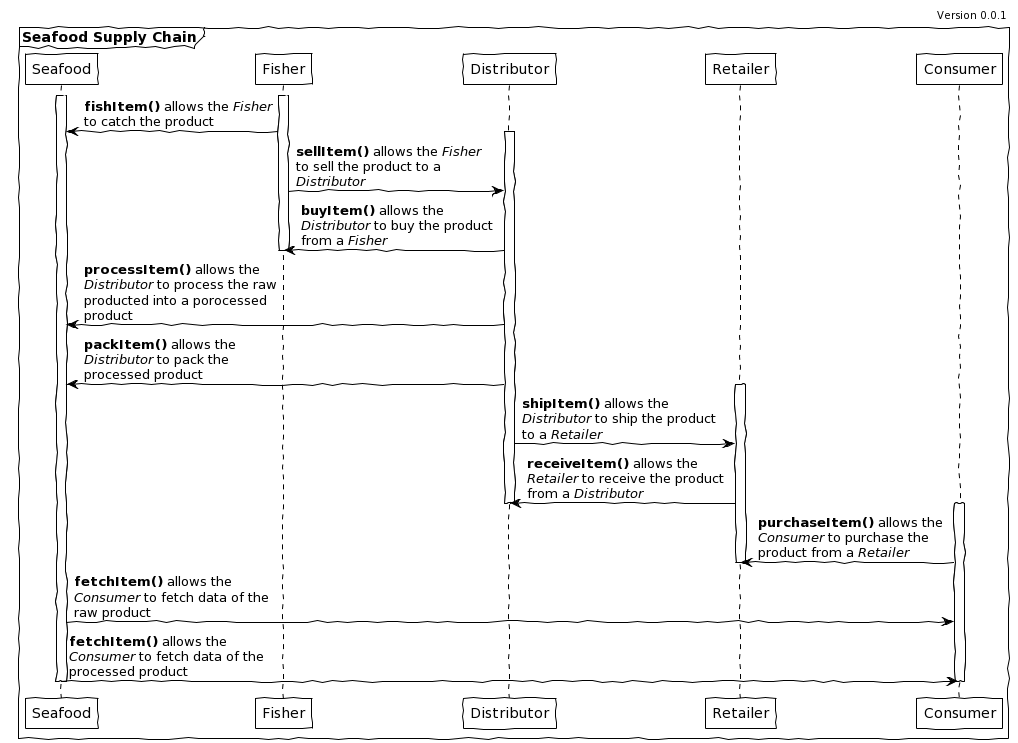 Version 0.0.1
Seafood Supply Chain
Seafood Fisher Distributor Retailer Consumer
fishItem() allows the Fisher
to catch the product
sellItem() allows the Fisher
to sell the product to a
Distributor
buyItem() allows the
Distributor to buy the product
from a Fisher
processItem() allows the
Distributor to process the raw
producted into a porocessed
product
packItem() allows the
Distributor to pack the
processed product
shipItem() allows the
Distributor to ship the product
to a Retailer
receiveItem() allows the
Retailer to receive the product
from a Distributor
purchaseItem() allows the
Consumer to purchase the
product from a Retailer
fetchItem() allows the
Consumer to fetch data of the
raw product
fetchItem() allows the
Consumer to fetch data of the
processed product
Seafood Fisher Distributor Retailer Consumer